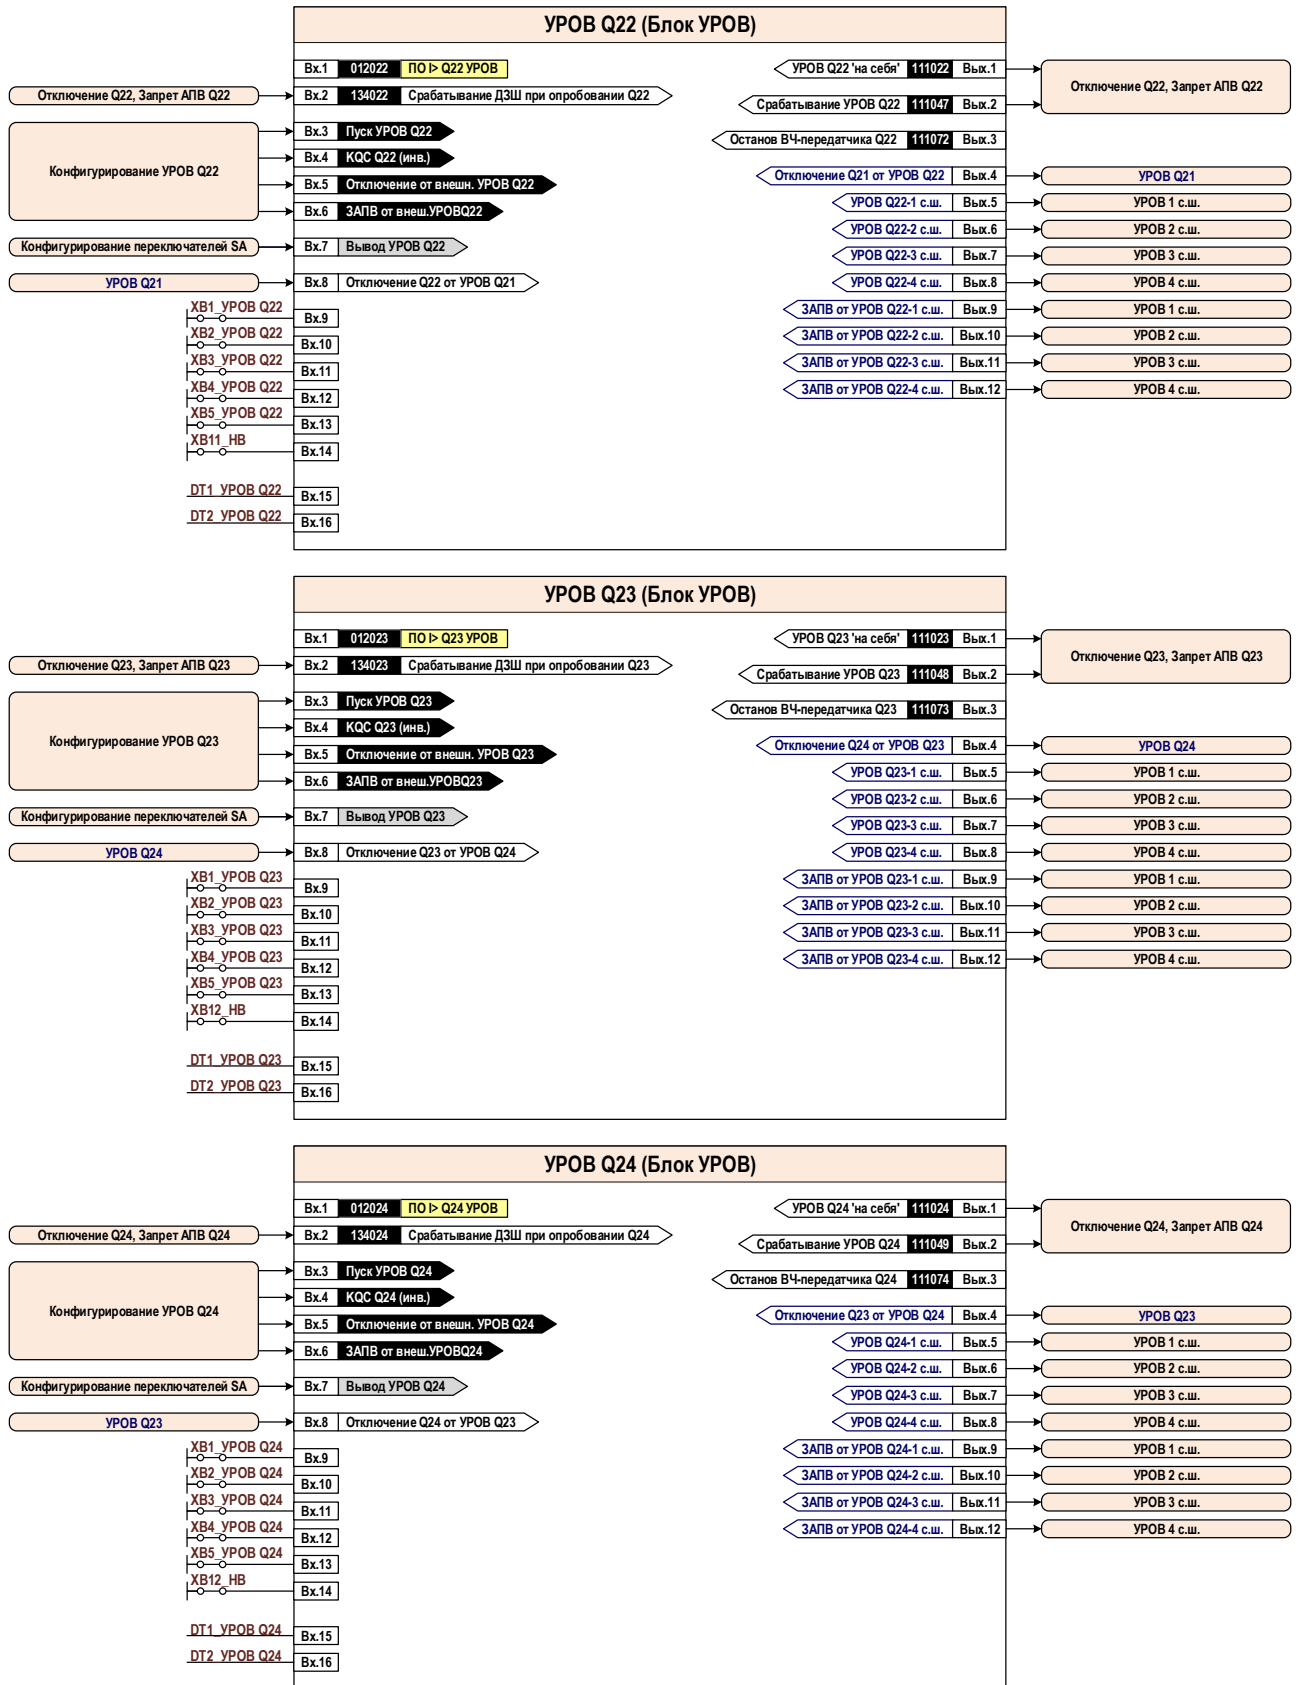 УРОВ Q22 (Блок УРОВ)
Вх.1 012022 ПО I> Q22 УРОВ
УРОВ Q22 'на себя' 111022 Вых.1
Отключение Q22, Запрет АПВ Q22
Отключение Q22, Запрет АПВ Q22
Вх.2 134022 Срабатывание ДЗШ при опробовании Q22
Срабатывание УРОВ Q22 111047 Вых.2
Конфигурирование УРОВ Q22
Вх.3 Пуск УРОВ Q22
Останов ВЧ-передатчика Q22 111072 Вых.3
Вх.4 KQC Q22 (инв.)
Вх.5 Отключение от внешн. УРОВ Q22
Отключение Q21 от УРОВ Q22 Вых.4 УРОВ Q21
Вх.6 ЗАПВ от внеш.УРОВQ22
УРОВ Q22-1 с.ш. Вых.5 УРОВ 1 с.ш.
УРОВ Q22-2 с.ш. Вых.6 УРОВ 2 с.ш.
Конфигурирование переключателей SA Вх.7 Вывод УРОВ Q22
УРОВ Q22-3 с.ш. Вых.7 УРОВ 3 с.ш.
УРОВ Q21 Вх.8 Отключение Q22 от УРОВ Q21
УРОВ Q22-4 с.ш. Вых.8 УРОВ 4 с.ш.
XB1_УРОВ Q22 Вх.9
ЗАПВ от УРОВ Q22-1 с.ш. Вых.9 УРОВ 1 с.ш.
XB2_УРОВ Q22 Вх.10
ЗАПВ от УРОВ Q22-2 с.ш. Вых.10 УРОВ 2 с.ш.
XB3_УРОВ Q22 Вх.11
ЗАПВ от УРОВ Q22-3 с.ш. Вых.11 УРОВ 3 с.ш.
XB4_УРОВ Q22 Вх.12
ЗАПВ от УРОВ Q22-4 с.ш. Вых.12 УРОВ 4 с.ш.
XB5_УРОВ Q22 Вх.13
XB11_НВ Вх.14
DT1_УРОВ Q22 Вх.15
DT2_УРОВ Q22 Вх.16
УРОВ Q23 (Блок УРОВ)
Вх.1 012023 ПО I> Q23 УРОВ
УРОВ Q23 'на себя' 111023 Вых.1
Отключение Q23, Запрет АПВ Q23
Отключение Q23, Запрет АПВ Q23
Вх.2 134023 Срабатывание ДЗШ при опробовании Q23
Срабатывание УРОВ Q23 111048 Вых.2
Конфигурирование УРОВ Q23
Вх.3 Пуск УРОВ Q23
Останов ВЧ-передатчика Q23 111073 Вых.3
Вх.4 KQC Q23 (инв.)
Вх.5 Отключение от внешн. УРОВ Q23
Отключение Q24 от УРОВ Q23 Вых.4 УРОВ Q24
Вх.6 ЗАПВ от внеш.УРОВQ23
УРОВ Q23-1 с.ш. Вых.5 УРОВ 1 с.ш.
УРОВ Q23-2 с.ш. Вых.6 УРОВ 2 с.ш.
Конфигурирование переключателей SA Вх.7 Вывод УРОВ Q23
УРОВ Q23-3 с.ш. Вых.7 УРОВ 3 с.ш.
УРОВ Q24 Вх.8 Отключение Q23 от УРОВ Q24
УРОВ Q23-4 с.ш. Вых.8 УРОВ 4 с.ш.
XB1_УРОВ Q23 Вх.9
ЗАПВ от УРОВ Q23-1 с.ш. Вых.9 УРОВ 1 с.ш.
XB2_УРОВ Q23 Вх.10
ЗАПВ от УРОВ Q23-2 с.ш. Вых.10 УРОВ 2 с.ш.
XB3_УРОВ Q23 Вх.11
ЗАПВ от УРОВ Q23-3 с.ш. Вых.11 УРОВ 3 с.ш.
XB4_УРОВ Q23 Вх.12
ЗАПВ от УРОВ Q23-4 с.ш. Вых.12 УРОВ 4 с.ш.
XB5_УРОВ Q23 Вх.13
XB12_НВ Вх.14
DT1_УРОВ Q23 Вх.15
DT2_УРОВ Q23 Вх.16
УРОВ Q24 (Блок УРОВ)
Вх.1 012024 ПО I> Q24 УРОВ
УРОВ Q24 'на себя' 111024 Вых.1
Отключение Q24, Запрет АПВ Q24
Отключение Q24, Запрет АПВ Q24
Вх.2 134024 Срабатывание ДЗШ при опробовании Q24
Срабатывание УРОВ Q24 111049 Вых.2
Конфигурирование УРОВ Q24
Вх.3 Пуск УРОВ Q24
Останов ВЧ-передатчика Q24 111074 Вых.3
Вх.4 KQC Q24 (инв.)
Вх.5 Отключение от внешн. УРОВ Q24
Отключение Q23 от УРОВ Q24 Вых.4 УРОВ Q23
Вх.6 ЗАПВ от внеш.УРОВQ24
УРОВ Q24-1 с.ш. Вых.5 УРОВ 1 с.ш.
УРОВ Q24-2 с.ш. Вых.6 УРОВ 2 с.ш.
Конфигурирование переключателей SA Вх.7 Вывод УРОВ Q24
УРОВ Q24-3 с.ш. Вых.7 УРОВ 3 с.ш.
УРОВ Q23 Вх.8 Отключение Q24 от УРОВ Q23
УРОВ Q24-4 с.ш. Вых.8 УРОВ 4 с.ш.
XB1_УРОВ Q24 Вх.9
ЗАПВ от УРОВ Q24-1 с.ш. Вых.9 УРОВ 1 с.ш.
XB2_УРОВ Q24 Вх.10
ЗАПВ от УРОВ Q24-2 с.ш. Вых.10 УРОВ 2 с.ш.
XB3_УРОВ Q24 Вх.11
ЗАПВ от УРОВ Q24-3 с.ш. Вых.11 УРОВ 3 с.ш.
XB4_УРОВ Q24 Вх.12
ЗАПВ от УРОВ Q24-4 с.ш. Вых.12 УРОВ 4 с.ш.
XB5_УРОВ Q24 Вх.13
XB12_НВ Вх.14
DT1_УРОВ Q24 Вх.15
DT2_УРОВ Q24 Вх.16